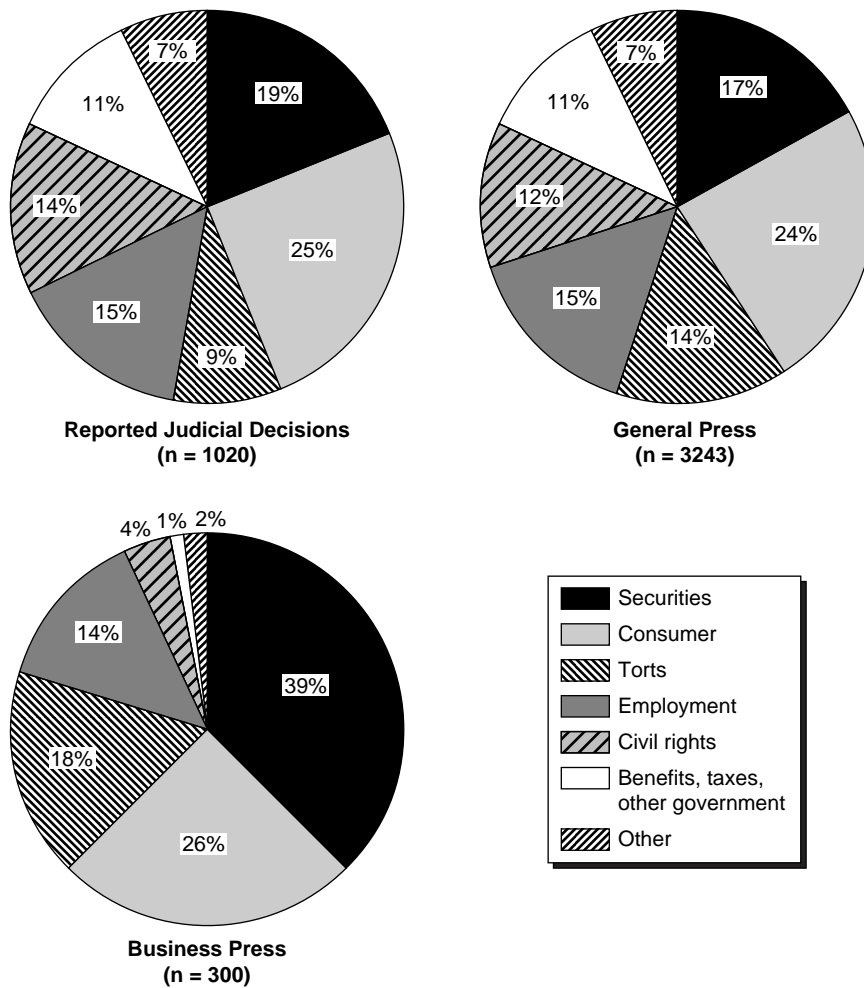 7%
19%
11%
14%
25%
15%
9%
Reported Judicial Decisions
(n = 1020)
7%
17%
11%
12%
24%
15%
14%
General Press
(n = 3243)
4%
1%
2%
14%
39%
18%
26%
Business Press
(n = 300)
Securities
Consumer
Torts
Employment
Civil rights
Benefits, taxes,
other government
Other